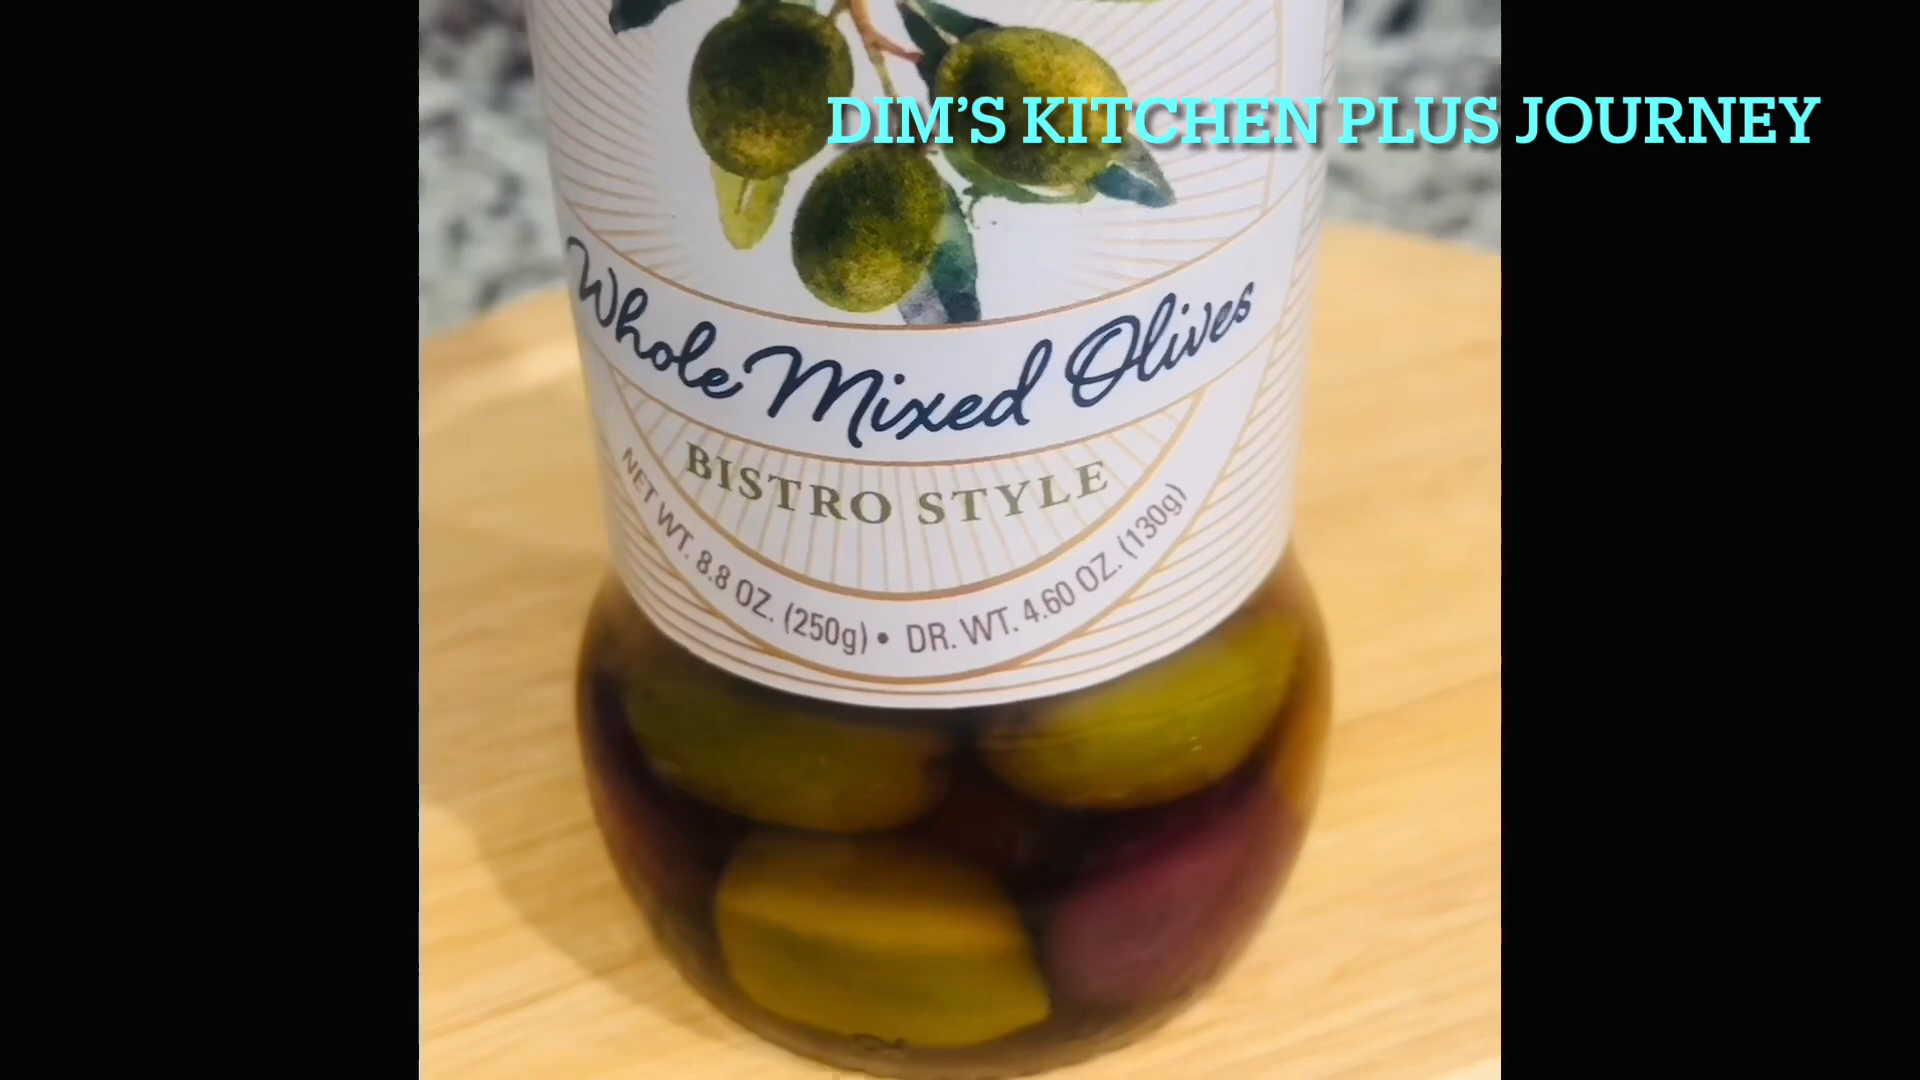 DIM’S KITCHEN PLUS JOURNEY
Whole Mixed Olives
BISTRO STYLE
NET WT. 8.8 OZ. (250g) • DR. WT. 4.60 OZ. (130g)